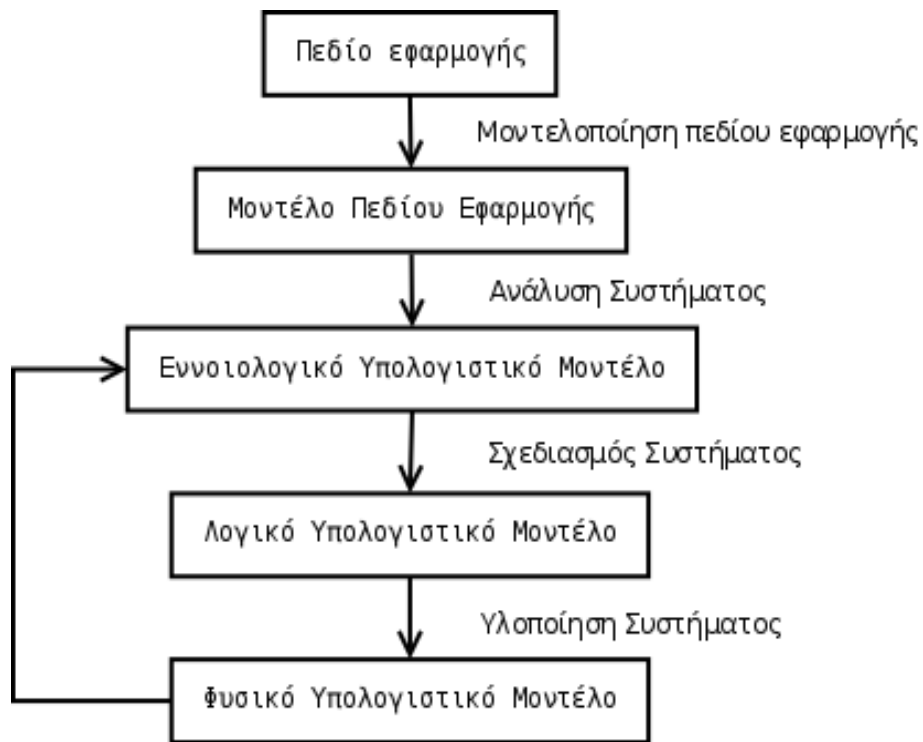 Πεδίο εφαρμογής
Μοντελοποίηση πεδίου εφαρμογής
Μοντέλο Πεδίου Εφαρμογής
Ανάλυση Συστήματος
Εννοιολογικό Υπολογιστικό Μοντέλο
Σχεδιασμός Συστήματος
Λογικό Υπολογιστικό Μοντέλο
Υλοποίηση Συστήματος
Φυσικό Υπολογιστικό Μοντέλο